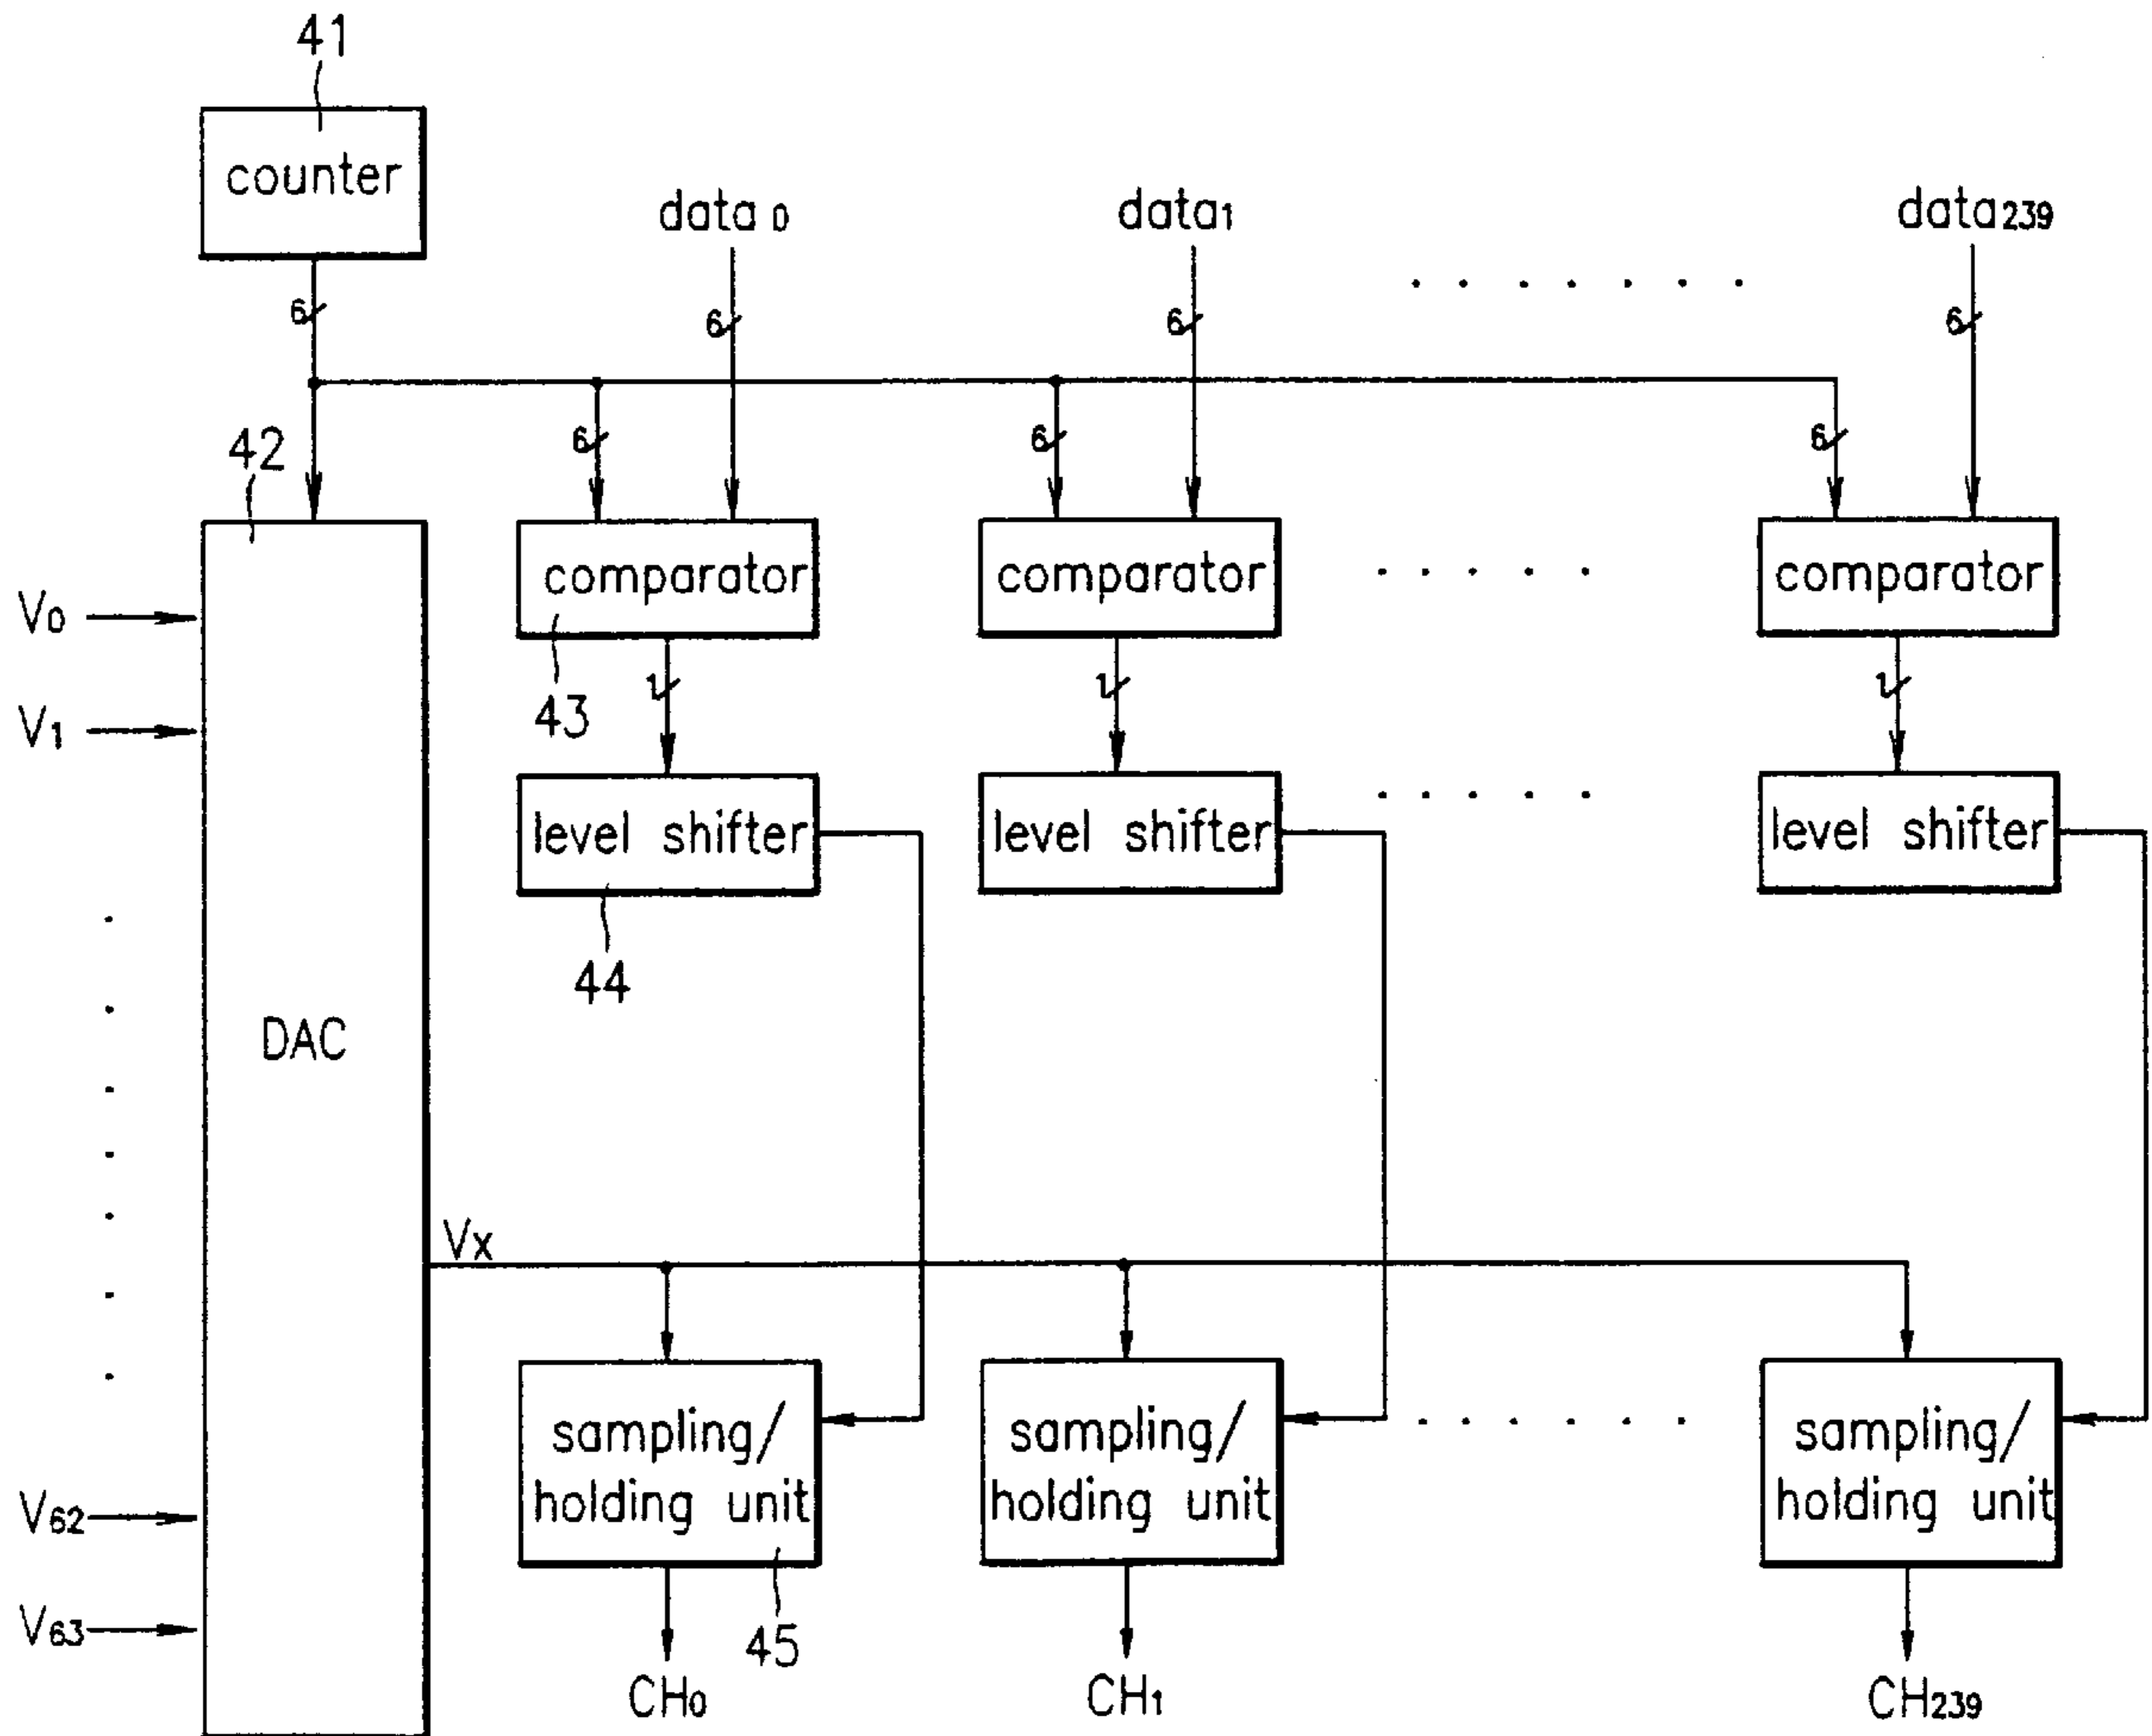 41
counter
data0 data1 data239
6
6 6 6
42
6 6 6
comparator comparator comparator
V0
V1
43
1 1 1
level shifter level shifter level shifter
44
DAC
Vx
sampling/ sampling/ sampling/
holding unit holding unit holding unit
V62
V63
45
CH0 CH1 CH239